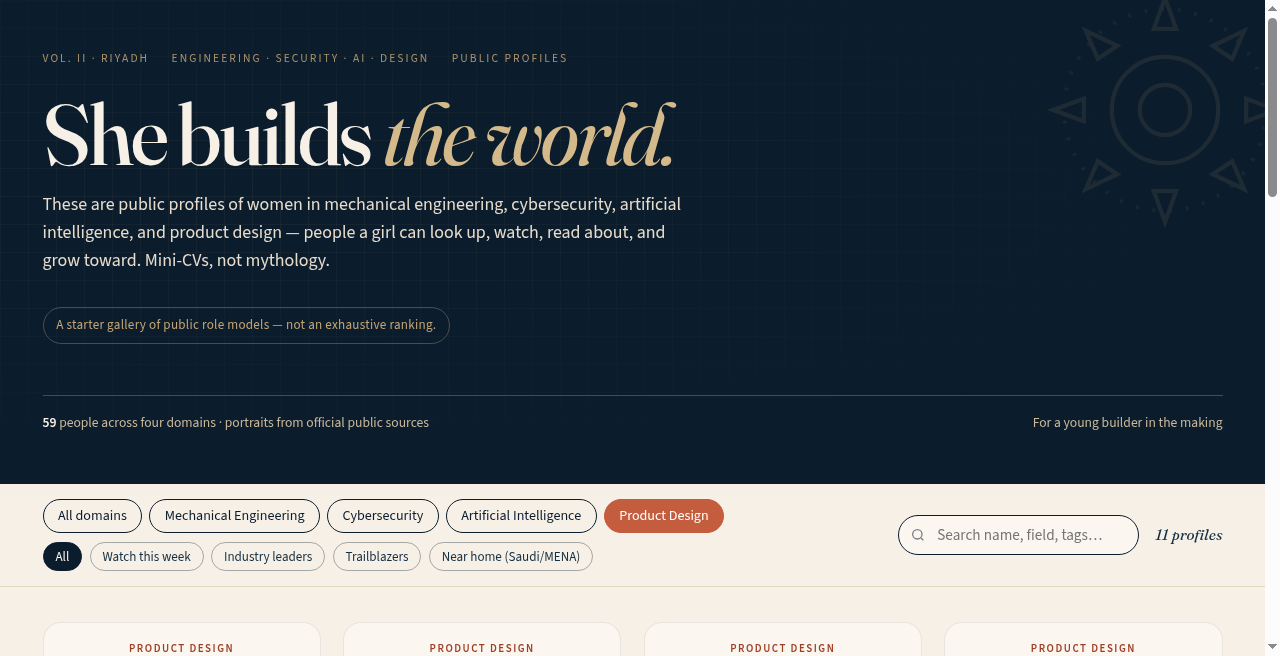 VOL. II · RIYADH ENGINEERING · SECURITY · AI · DESIGN PUBLIC PROFILES
She builds the world.
These are public profiles of women in mechanical engineering, cybersecurity, artificial
intelligence, and product design — people a girl can look up, watch, read about, and
grow toward. Mini-CVs, not mythology.
A starter gallery of public role models — not an exhaustive ranking.
59 people across four domains · portraits from official public sources
For a young builder in the making
All domains Mechanical Engineering Cybersecurity Artificial Intelligence Product Design
All Watch this week Industry leaders Trailblazers Near home (Saudi/MENA)
Search name, field, tags…
11 profiles
PRODUCT DESIGN PRODUCT DESIGN PRODUCT DESIGN PRODUCT DESIGN